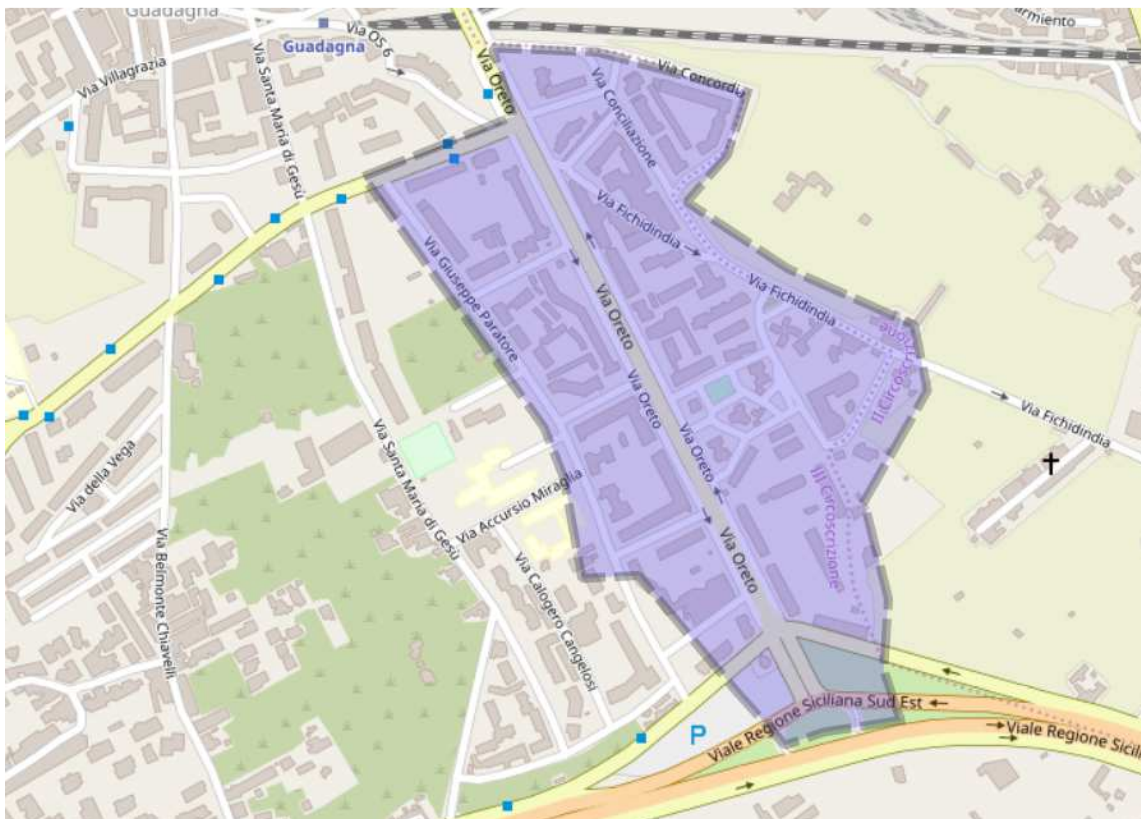 Guadagna
armiento
Via OS 6
Guadagna
Via Oreto
Via Villagrazia
Via Santa Maria di Gesù
Via Concordia
Via Conciliazione
Via Fichidindia
Via Giuseppe Paratore
Via Fichidindia
Via Oreto
II Circoscrizione
Via Oreto
Via Fichidindia
Via della Vega
Via Santa Maria di Gesù
Via Oreto
Via Accursio Miraglia
III Circoscrizione
Via Oreto
Via Belmonte Chiavelli
Via Calogero Cangelosi
P
Viale Regione Siciliana Sud Est
Viale Regione Sicili